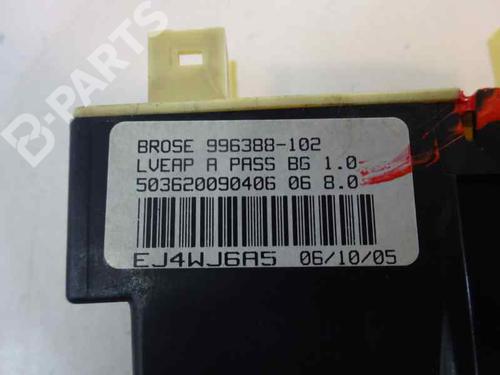 B-PARTS
BROSE 996388-102
LVEAP A PASS BG 1.0
503620090406 06 8.0
EJ4WJ6A5 06/10/05